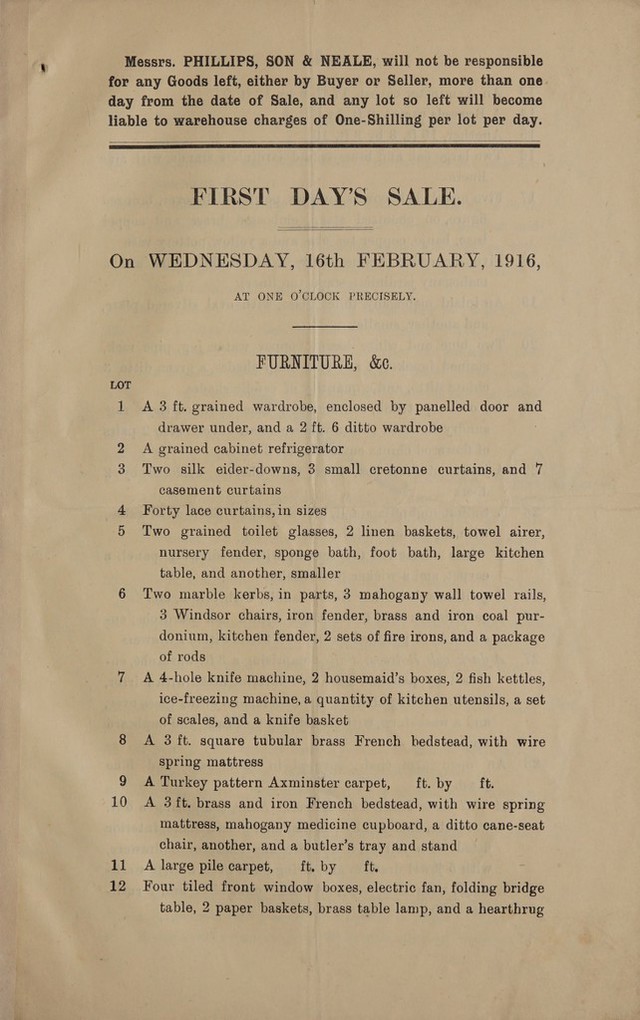 Messrs. PHILLIPS, SON & NEALE, will not be responsible
for any Goods left, either by Buyer or Seller, more than one
day from the date of Sale, and any lot so left will become
liable to warehouse charges of One-Shilling per lot per day.
FIRST DAY'S SALE.
On WEDNESDAY, 16th FEBRUARY, 1916,
AT ONE O'CLOCK PRECISELY.
FURNITURE, &c.
LOT
1 A 3 ft. grained wardrobe, enclosed by panelled door and
drawer under, and a 2 ft. 6 ditto wardrobe
2 A grained cabinet refrigerator
3 Two silk eider-downs, 3 small cretonne curtains, and 7
casement curtains
4 Forty lace curtains, in sizes
5 Two grained toilet glasses, 2 linen baskets, towel airer,
nursery fender, sponge bath, foot bath, large kitchen
table, and another, smaller
6 Two marble kerbs, in parts, 3 mahogany wall towel rails,
3 Windsor chairs, iron fender, brass and iron coal pur-
donium, kitchen fender, 2 sets of fire irons, and a package
of rods
7 A 4-hole knife machine, 2 housemaid's boxes, 2 fish kettles,
ice-freezing machine, a quantity of kitchen utensils, a set
of scales, and a knife basket
8 A 3 ft. square tubular brass French bedstead, with wire
spring mattress
9 A Turkey pattern Axminster carpet, ft. by ft.
10 A 3 ft. brass and iron French bedstead, with wire spring
mattress, mahogany medicine cupboard, a ditto cane-seat
chair, another, and a butler's tray and stand
11 A large pile carpet, ft. by ft.
12 Four tiled front window boxes, electric fan, folding bridge
table, 2 paper baskets, brass table lamp, and a hearthrug